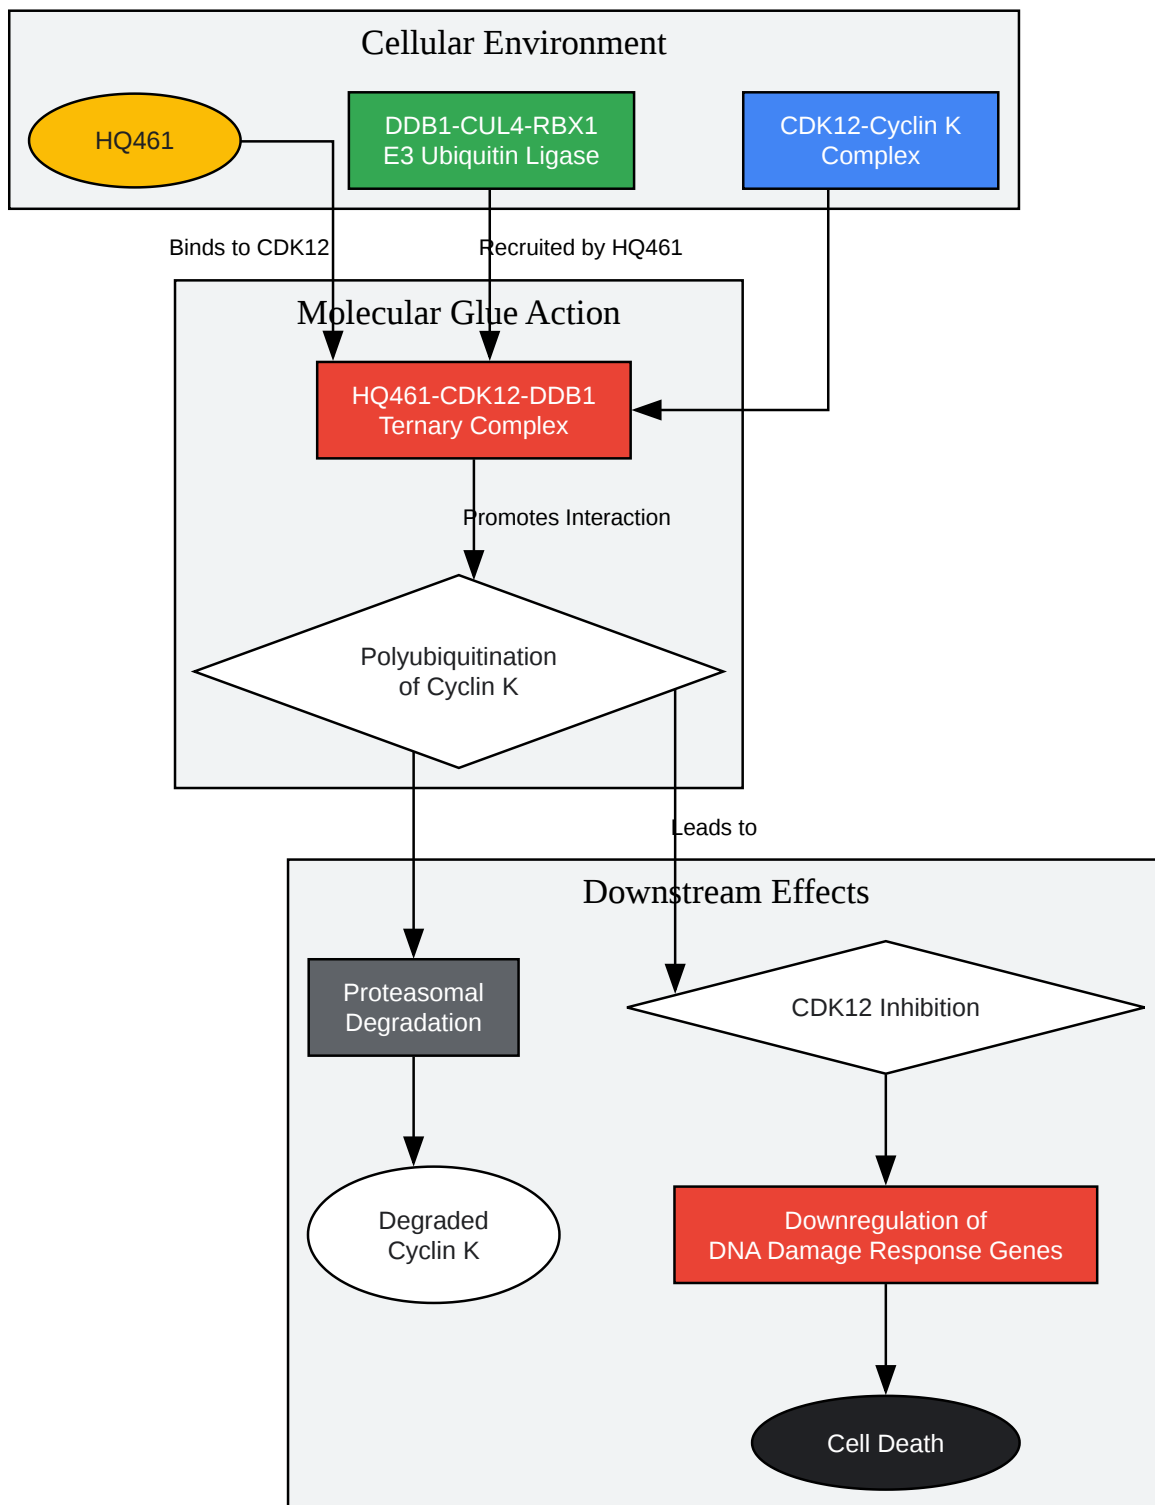 Cellular Environment
HQ461
DDB1-CUL4-RBX1
E3 Ubiquitin Ligase
CDK12-Cyclin K
Complex
Binds to CDK12
Recruited by HQ461
Molecular Glue Action
HQ461-CDK12-DDB1
Ternary Complex
Promotes Interaction
Polyubiquitination
of Cyclin K
Leads to
Downstream Effects
Proteasomal
Degradation
CDK12 Inhibition
Degraded
Cyclin K
Downregulation of
DNA Damage Response Genes
Cell Death